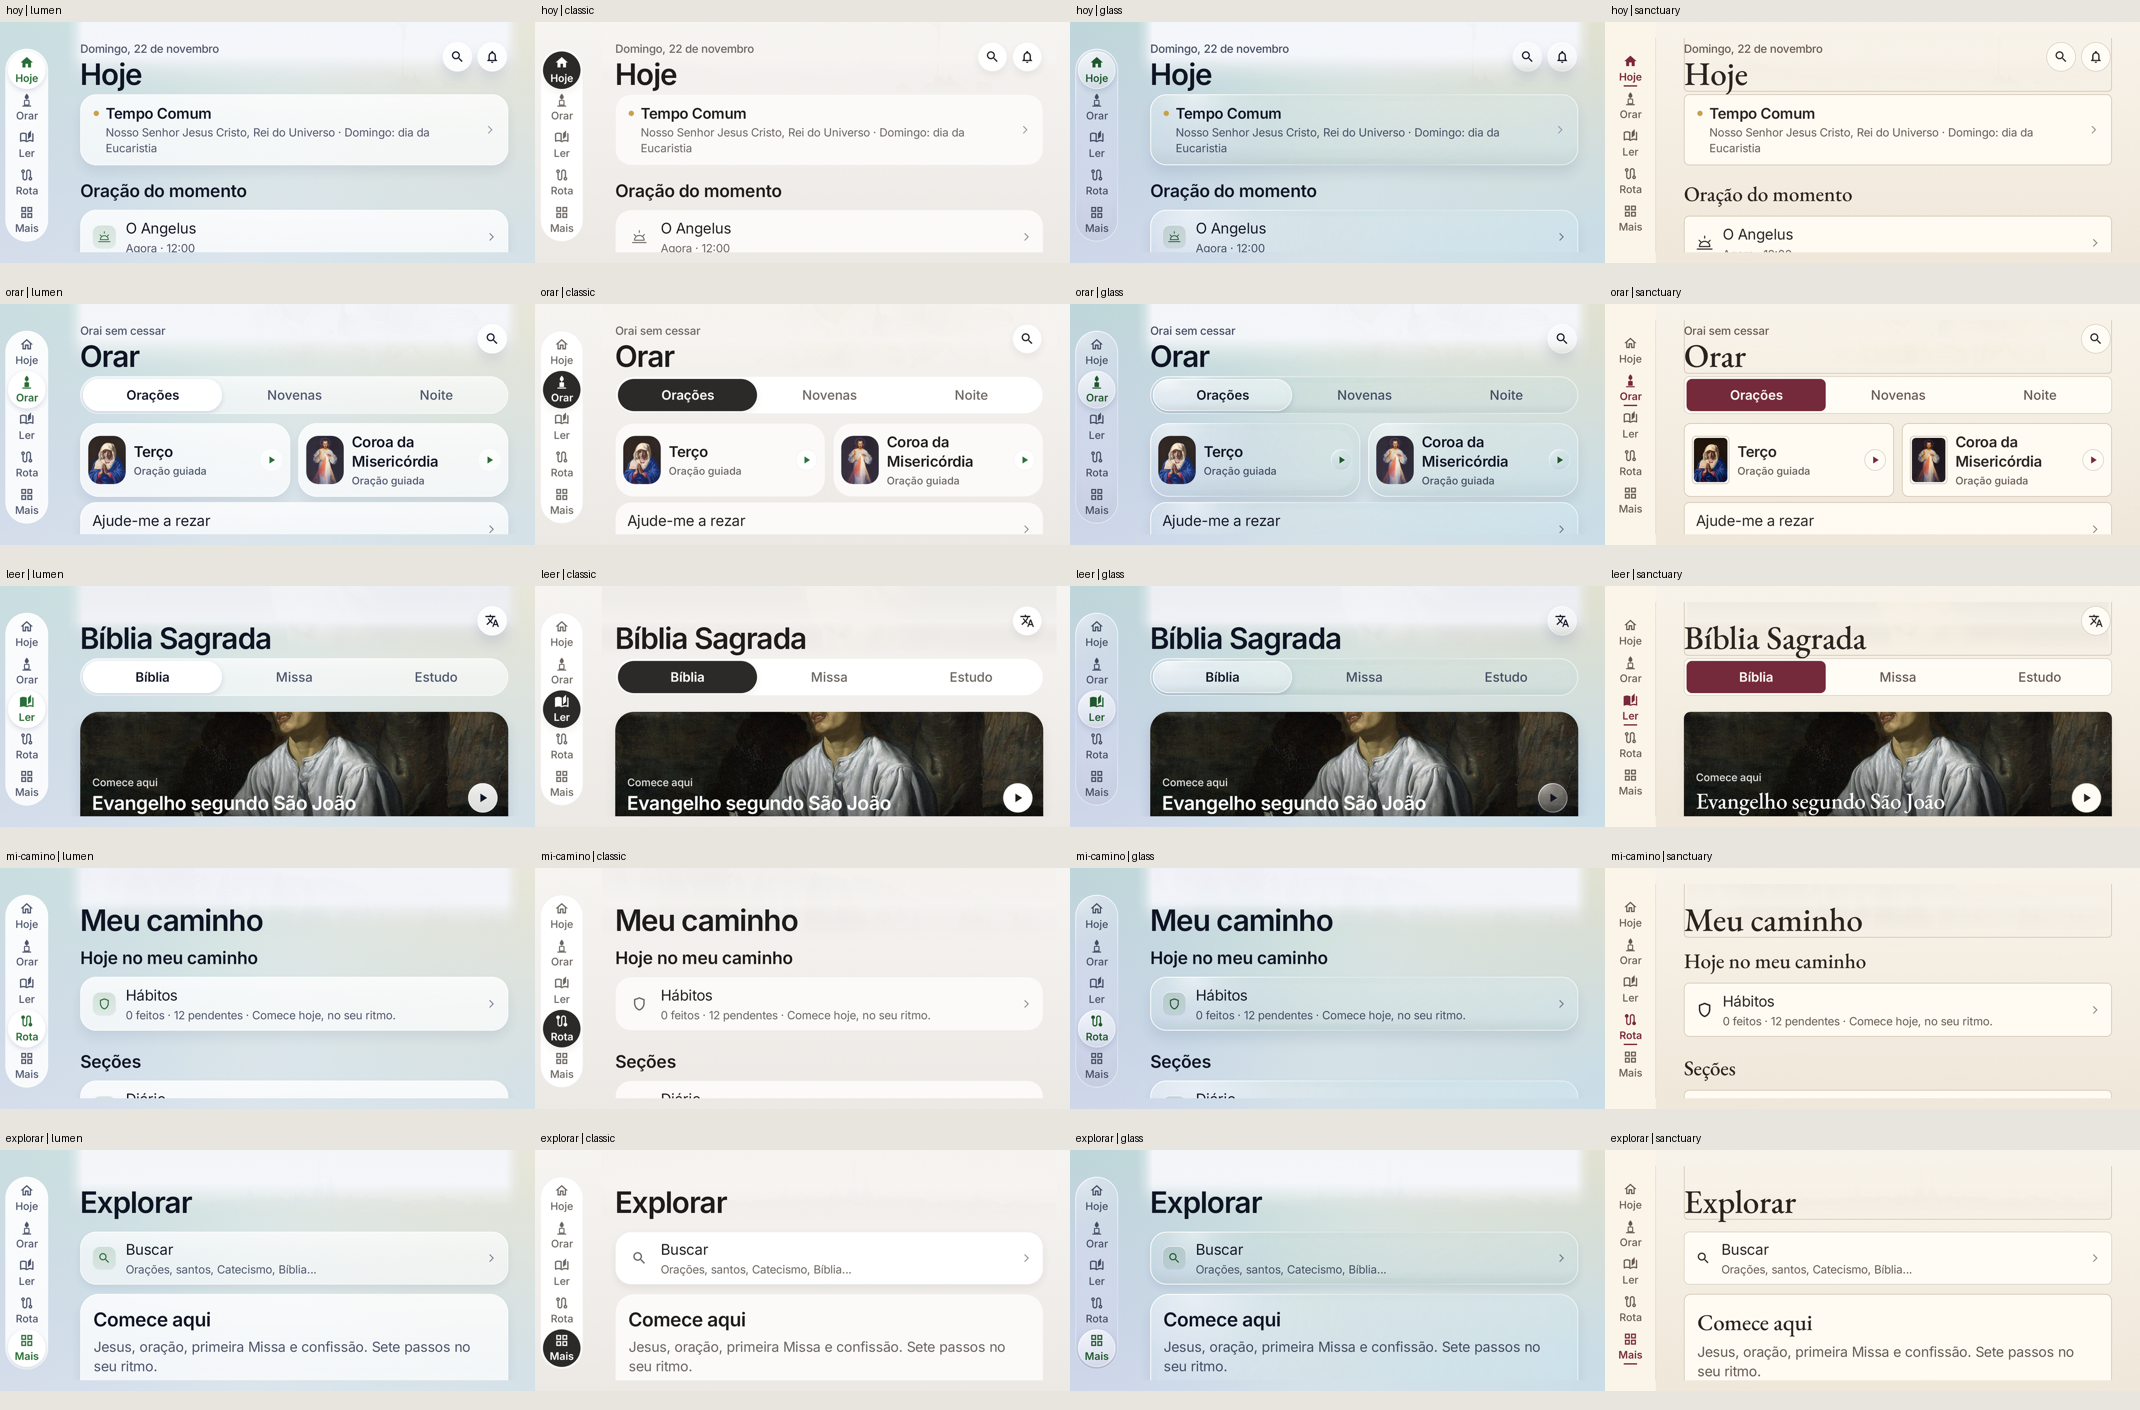 hoy | lumen
Domingo, 22 de novembro
Hoje
Hoje
Orar
Ler
Rota
Mais
Tempo Comum
Nosso Senhor Jesus Cristo, Rei do Universo · Domingo: dia da
Eucaristia
Oração do momento
O Angelus
Agora · 12:00
hoy | classic
Domingo, 22 de novembro
Hoje
Hoje
Orar
Ler
Rota
Mais
Tempo Comum
Nosso Senhor Jesus Cristo, Rei do Universo · Domingo: dia da
Eucaristia
Oração do momento
O Angelus
Agora · 12:00
hoy | glass
Domingo, 22 de novembro
Hoje
Hoje
Orar
Ler
Rota
Mais
Tempo Comum
Nosso Senhor Jesus Cristo, Rei do Universo · Domingo: dia da
Eucaristia
Oração do momento
O Angelus
Agora · 12:00
hoy | sanctuary
Domingo, 22 de novembro
Hoje
Hoje
Orar
Ler
Rota
Mais
Tempo Comum
Nosso Senhor Jesus Cristo, Rei do Universo · Domingo: dia da
Eucaristia
Oração do momento
O Angelus
Agora · 12:00
orar | lumen
Orai sem cessar
Orar
Hoje
Orar
Ler
Rota
Mais
Orações
Novenas
Noite
Terço
Oração guiada
Coroa da
Misericórdia
Oração guiada
Ajude-me a rezar
orar | classic
Orai sem cessar
Orar
Hoje
Orar
Ler
Rota
Mais
Orações
Novenas
Noite
Terço
Oração guiada
Coroa da
Misericórdia
Oração guiada
Ajude-me a rezar
orar | glass
Orai sem cessar
Orar
Hoje
Orar
Ler
Rota
Mais
Orações
Novenas
Noite
Terço
Oração guiada
Coroa da
Misericórdia
Oração guiada
Ajude-me a rezar
orar | sanctuary
Orai sem cessar
Orar
Hoje
Orar
Ler
Rota
Mais
Orações
Novenas
Noite
Terço
Oração guiada
Coroa da
Misericórdia
Oração guiada
Ajude-me a rezar
leer | lumen
Bíblia Sagrada
Hoje
Orar
Ler
Rota
Mais
Bíblia
Missa
Estudo
Comece aqui
Evangelho segundo São João
leer | classic
Bíblia Sagrada
Hoje
Orar
Ler
Rota
Mais
Bíblia
Missa
Estudo
Comece aqui
Evangelho segundo São João
leer | glass
Bíblia Sagrada
Hoje
Orar
Ler
Rota
Mais
Bíblia
Missa
Estudo
Comece aqui
Evangelho segundo São João
leer | sanctuary
Bíblia Sagrada
Hoje
Orar
Ler
Rota
Mais
Bíblia
Missa
Estudo
Comece aqui
Evangelho segundo São João
mi-camino | lumen
Meu caminho
Hoje
Orar
Ler
Rota
Mais
Hoje no meu caminho
Hábitos
0 feitos · 12 pendentes · Comece hoje, no seu ritmo.
Seções
Diário
mi-camino | classic
Meu caminho
Hoje
Orar
Ler
Rota
Mais
Hoje no meu caminho
Hábitos
0 feitos · 12 pendentes · Comece hoje, no seu ritmo.
Seções
Diário
mi-camino | glass
Meu caminho
Hoje
Orar
Ler
Rota
Mais
Hoje no meu caminho
Hábitos
0 feitos · 12 pendentes · Comece hoje, no seu ritmo.
Seções
Diário
mi-camino | sanctuary
Meu caminho
Hoje
Orar
Ler
Rota
Mais
Hoje no meu caminho
Hábitos
0 feitos · 12 pendentes · Comece hoje, no seu ritmo.
Seções
explorar | lumen
Explorar
Hoje
Orar
Ler
Rota
Mais
Buscar
Orações, santos, Catecismo, Bíblia...
Comece aqui
Jesus, oração, primeira Missa e confissão. Sete passos no
seu ritmo.
explorar | classic
Explorar
Hoje
Orar
Ler
Rota
Mais
Buscar
Orações, santos, Catecismo, Bíblia...
Comece aqui
Jesus, oração, primeira Missa e confissão. Sete passos no
seu ritmo.
explorar | glass
Explorar
Hoje
Orar
Ler
Rota
Mais
Buscar
Orações, santos, Catecismo, Bíblia...
Comece aqui
Jesus, oração, primeira Missa e confissão. Sete passos no
seu ritmo.
explorar | sanctuary
Explorar
Hoje
Orar
Ler
Rota
Mais
Buscar
Orações, santos, Catecismo, Bíblia...
Comece aqui
Jesus, oração, primeira Missa e confissão. Sete passos no
seu ritmo.